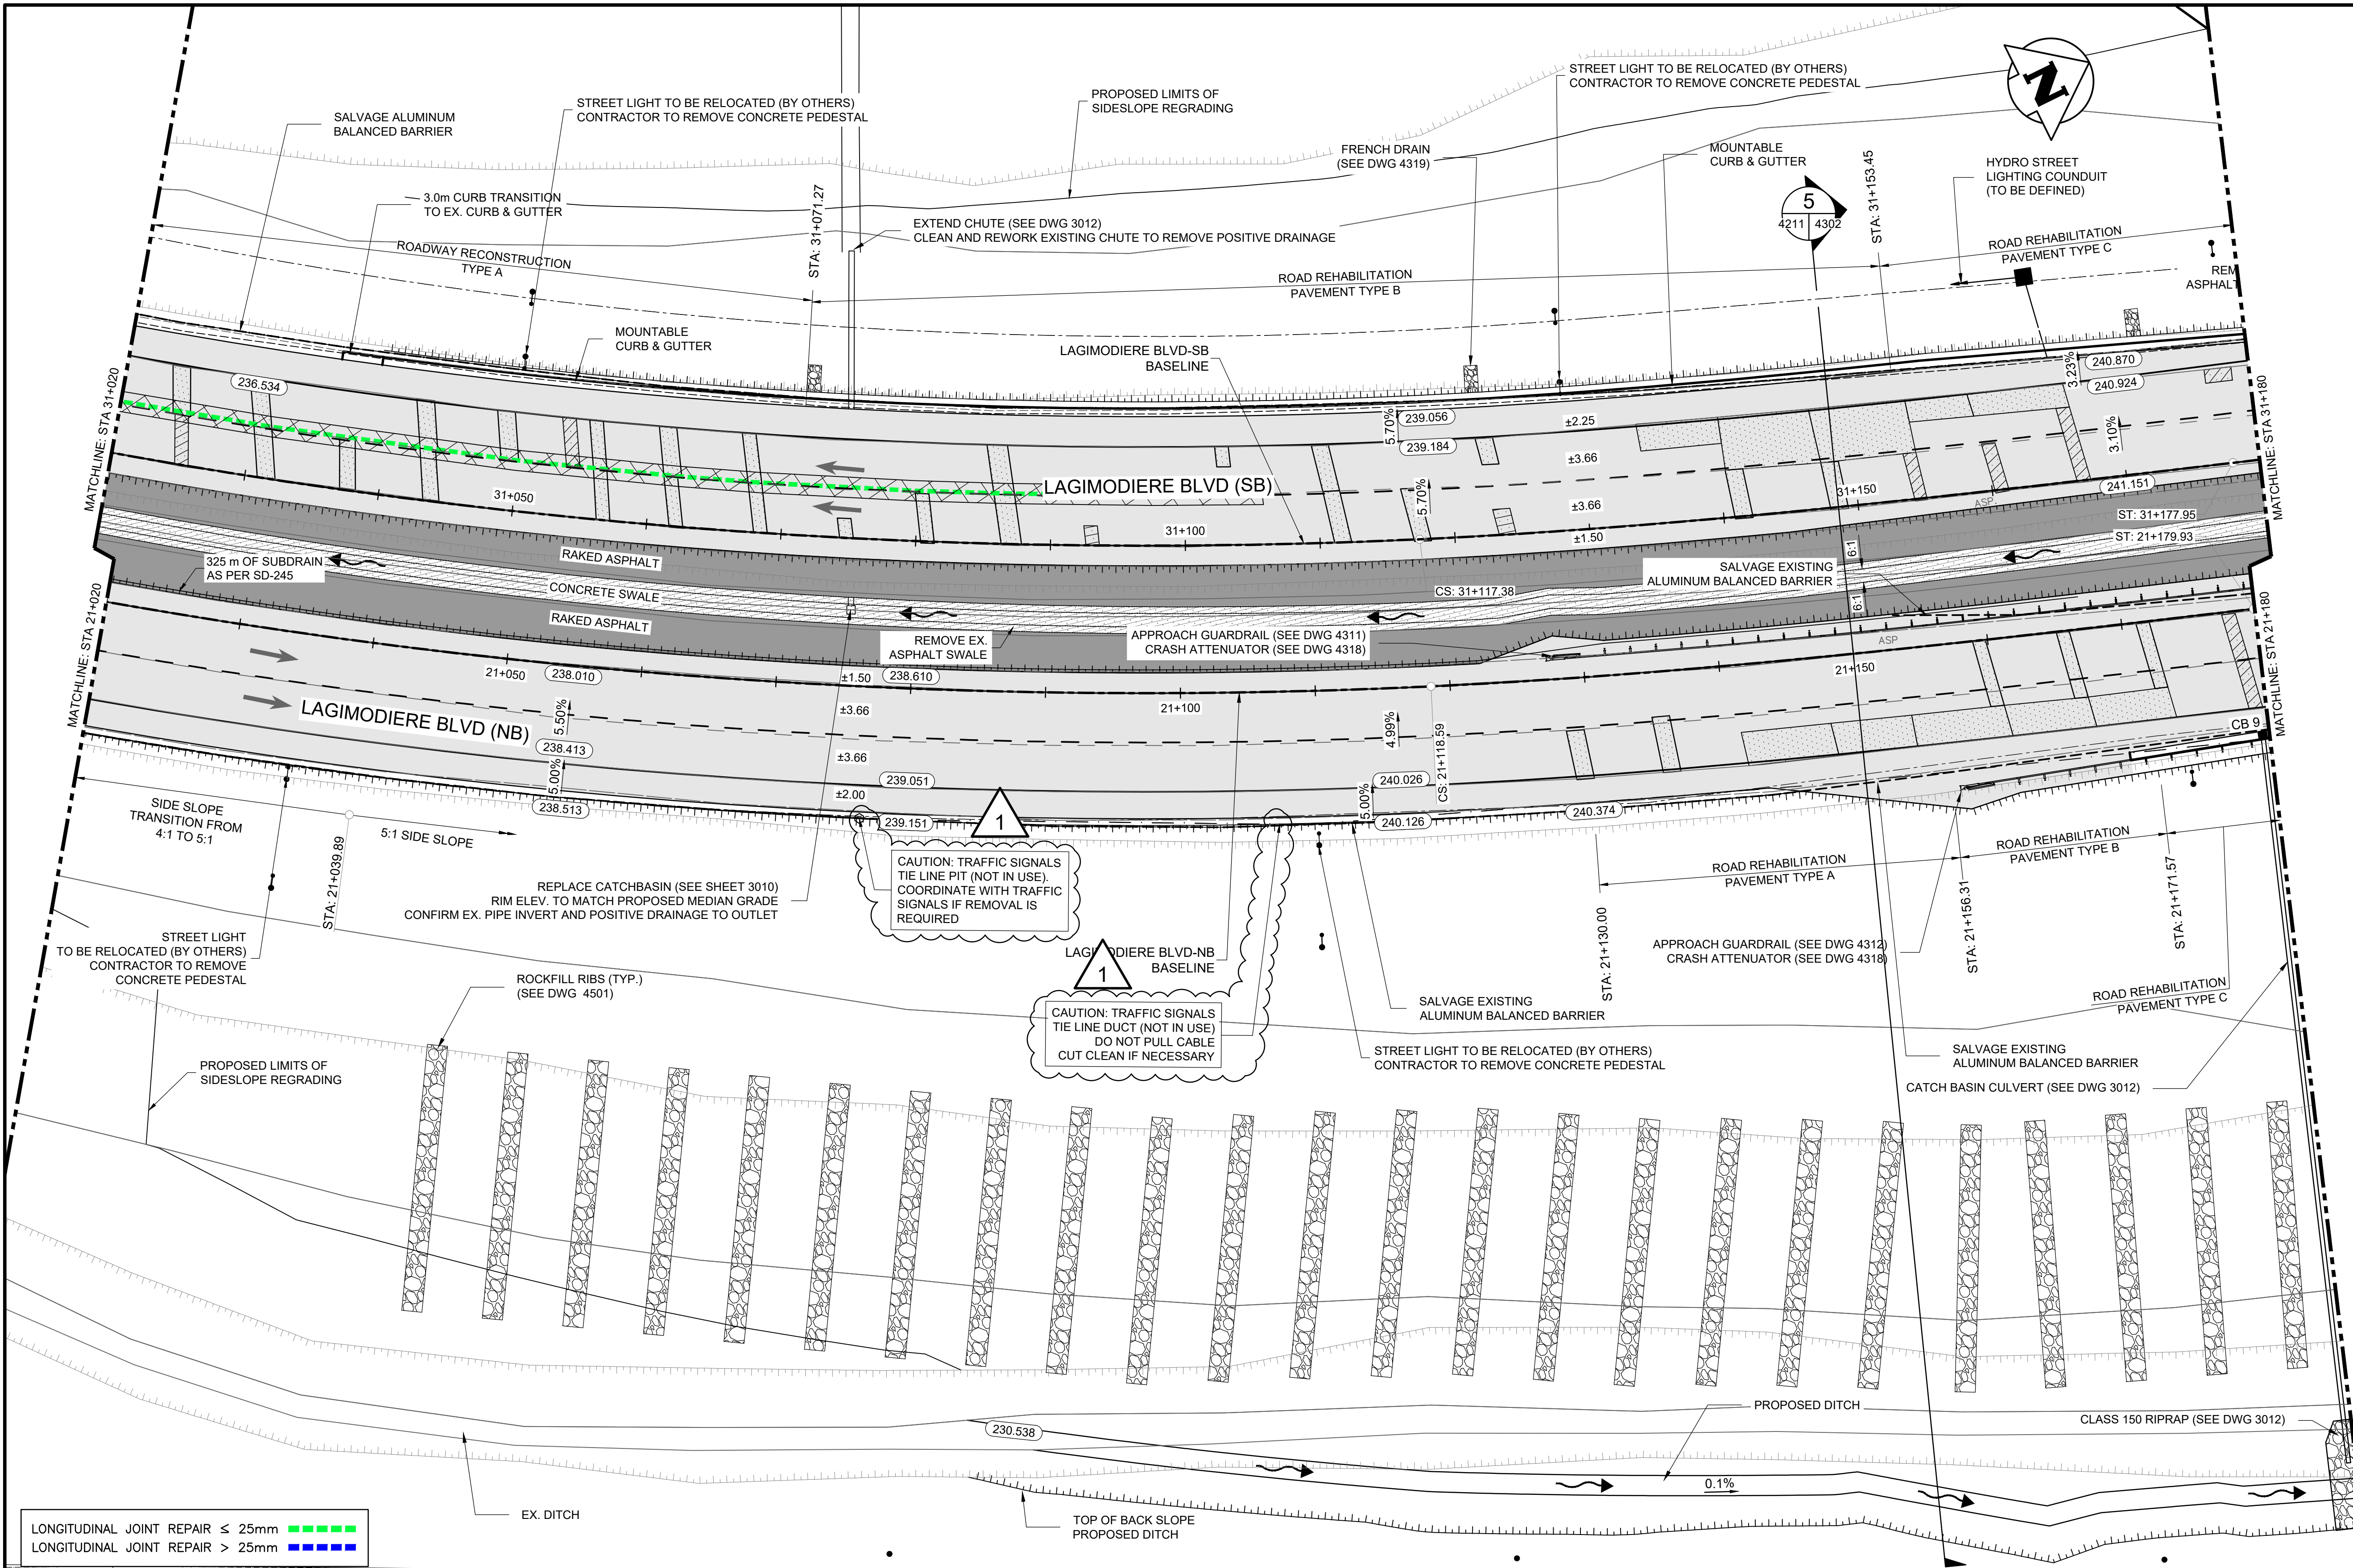 STREET LIGHT TO BE RELOCATED (BY OTHERS)
CONTRACTOR TO REMOVE CONCRETE PEDESTAL
N
SALVAGE ALUMINUM
BALANCED BARRIER
STREET LIGHT TO BE RELOCATED (BY OTHERS)
CONTRACTOR TO REMOVE CONCRETE PEDESTAL
PROPOSED LIMITS OF
SIDESLOPE REGRADING
FRENCH DRAIN
(SEE DWG 4319)
MOUNTABLE
CURB & GUTTER
STA: 31+153.45
HYDRO STREET
LIGHTING COUNDUIT
(TO BE DEFINED)
3.0m CURB TRANSITION
TO EX. CURB & GUTTER
STA: 31+071.27
5
4211 4302
EXTEND CHUTE (SEE DWG 3012)
CLEAN AND REWORK EXISTING CHUTE TO REMOVE POSITIVE DRAINAGE
ROADWAY RECONSTRUCTION
TYPE A
ROAD REHABILITATION
PAVEMENT TYPE B
ROAD REHABILITATION
PAVEMENT TYPE C
REM
ASPHALT
MOUNTABLE
CURB & GUTTER
LAGIMODIERE BLVD-SB
BASELINE
MATCHLINE: STA 31+020
236.534
5.70%
239.056
239.184
±2.25
±3.66
3.23%
240.870
240.924
3.10%
MATCHLINE: STA 31+180
LAGIMODIERE BLVD (SB)
31+050
31+100
5.70%
±3.66
±1.50
31+150
ASP
241.151
ST: 31+177.95
ST: 21+179.93
RAKED ASPHALT
325 m OF SUBDRAIN
AS PER SD-245
CONCRETE SWALE
RAKED ASPHALT
CS: 31+117.38
SALVAGE EXISTING
ALUMINUM BALANCED BARRIER
6:1
6:1
REMOVE EX.
ASPHALT SWALE
APPROACH GUARDRAIL (SEE DWG 4311)
CRASH ATTENUATOR (SEE DWG 4318)
ASP
MATCHLINE: STA 21+020
21+050
238.010
±1.50
238.610
21+100
21+150
MATCHLINE: STA 21+180
LAGIMODIERE BLVD (NB)
5.50%
±3.66
4.99%
CS: 21+118.59
CB 9
238.413
5.00%
±3.66
239.051
240.026
±2.00
5.00%
238.513
239.151
240.126
240.374
1
SIDE SLOPE
TRANSITION FROM
4:1 TO 5:1
5:1 SIDE SLOPE
STA: 21+039.89
CAUTION: TRAFFIC SIGNALS
TIE LINE PIT (NOT IN USE).
COORDINATE WITH TRAFFIC
SIGNALS IF REMOVAL IS
REQUIRED
ROAD REHABILITATION
PAVEMENT TYPE A
ROAD REHABILITATION
PAVEMENT TYPE B
STA: 21+130.00
STA: 21+156.31
STA: 21+171.57
REPLACE CATCHBASIN (SEE SHEET 3010)
RIM ELEV. TO MATCH PROPOSED MEDIAN GRADE
CONFIRM EX. PIPE INVERT AND POSITIVE DRAINAGE TO OUTLET
STREET LIGHT
TO BE RELOCATED (BY OTHERS)
CONTRACTOR TO REMOVE
CONCRETE PEDESTAL
LAGIMODIERE BLVD-NB
BASELINE
1
APPROACH GUARDRAIL (SEE DWG 4312)
CRASH ATTENUATOR (SEE DWG 4318)
ROCKFILL RIBS (TYP.)
(SEE DWG 4501)
ROAD REHABILITATION
PAVEMENT TYPE C
CAUTION: TRAFFIC SIGNALS
TIE LINE DUCT (NOT IN USE)
DO NOT PULL CABLE
CUT CLEAN IF NECESSARY
SALVAGE EXISTING
ALUMINUM BALANCED BARRIER
STREET LIGHT TO BE RELOCATED (BY OTHERS)
CONTRACTOR TO REMOVE CONCRETE PEDESTAL
SALVAGE EXISTING
ALUMINUM BALANCED BARRIER
PROPOSED LIMITS OF
SIDESLOPE REGRADING
CATCH BASIN CULVERT (SEE DWG 3012)
PROPOSED DITCH
CLASS 150 RIPRAP (SEE DWG 3012)
230.538
0.1%
EX. DITCH
TOP OF BACK SLOPE
PROPOSED DITCH
LONGITUDINAL JOINT REPAIR ≤ 25mm
LONGITUDINAL JOINT REPAIR > 25mm